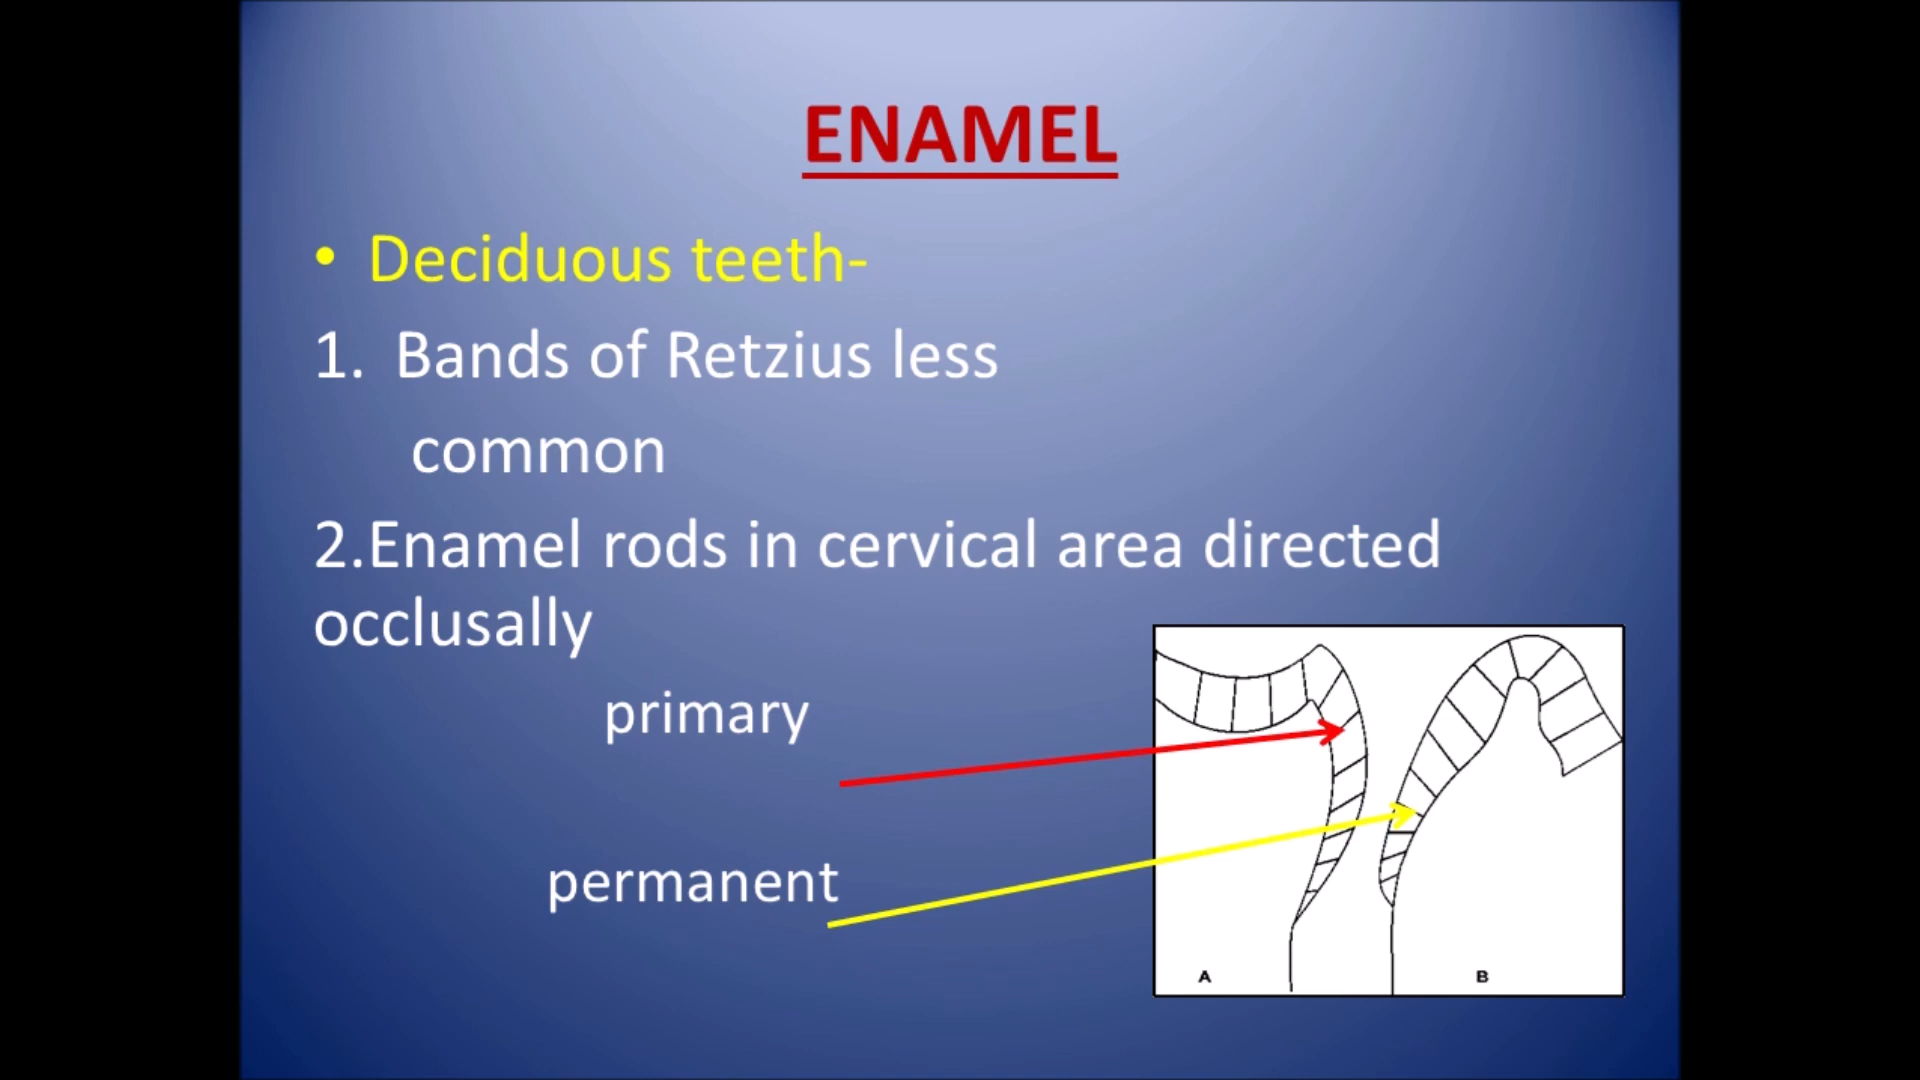 ENAMEL
• Deciduous teeth-
1. Bands of Retzius less
common
2.Enamel rods in cervical area directed
occlusally
primary
permanent
A
B